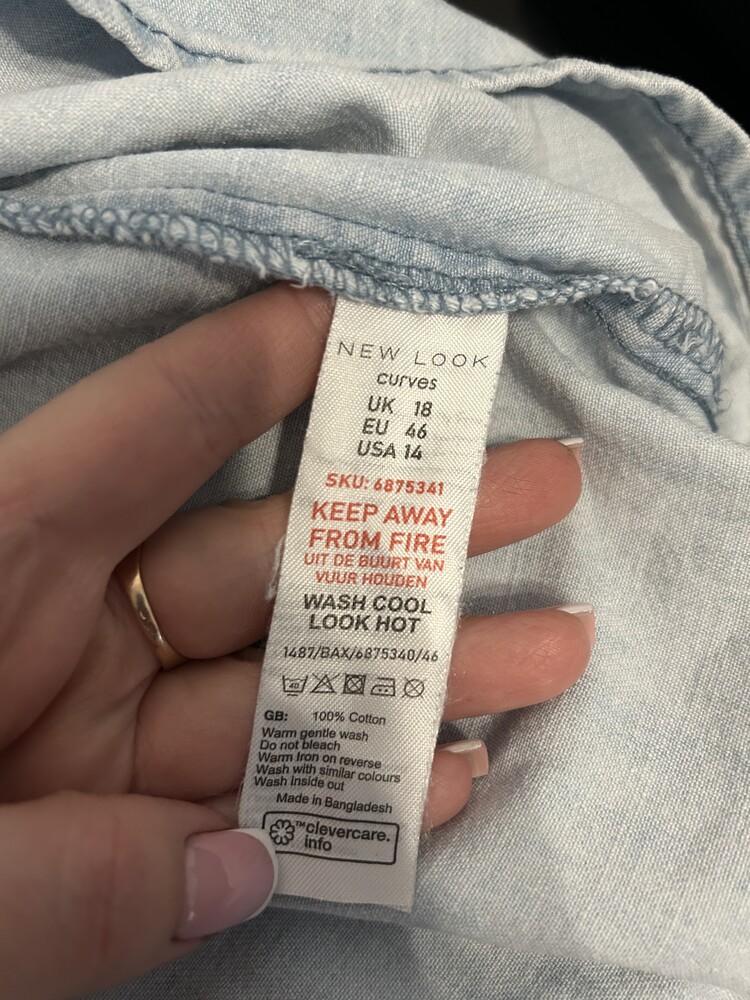 NEW LOOK
curves
UK 18
EU 46
USA 14
SKU: 6875341
KEEP AWAY
FROM FIRE
UIT DE BUURT VAN
VUUR HOUDEN
WASH COOL
LOOK HOT
1487/BAX/6875340/46
40
GB: 100% Cotton
Warm gentle wash
Do not bleach
Warm Iron on reverse
Wash with similar colours
Wash inside out
Made in Bangladesh
™clevercare.
info